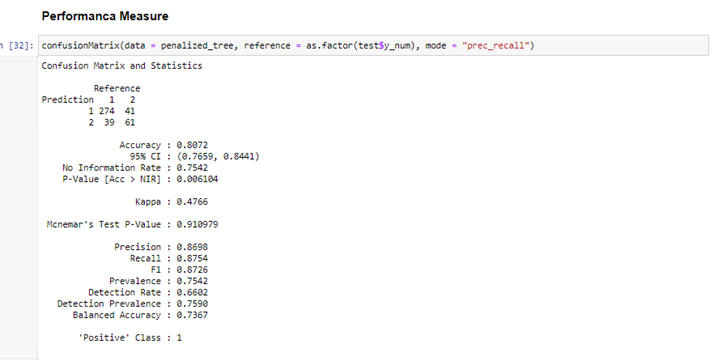 Performanca Measure
n [32]: confusionMatrix(data = penalized_tree, reference = as.factor(test$y_num), mode = "prec_recall")
Confusion Matrix and Statistics
Reference
Prediction 1 2
1 274 41
2 39 61
Accuracy : 0.8072
95% CI : (0.7659, 0.8441)
No Information Rate : 0.7542
P-Value [Acc > NIR] : 0.006104
Kappa : 0.4766
Mcnemar's Test P-Value : 0.910979
Precision : 0.8698
Recall : 0.8754
F1 : 0.8726
Prevalence : 0.7542
Detection Rate : 0.6602
Detection Prevalence : 0.7590
Balanced Accuracy : 0.7367
'Positive' Class : 1